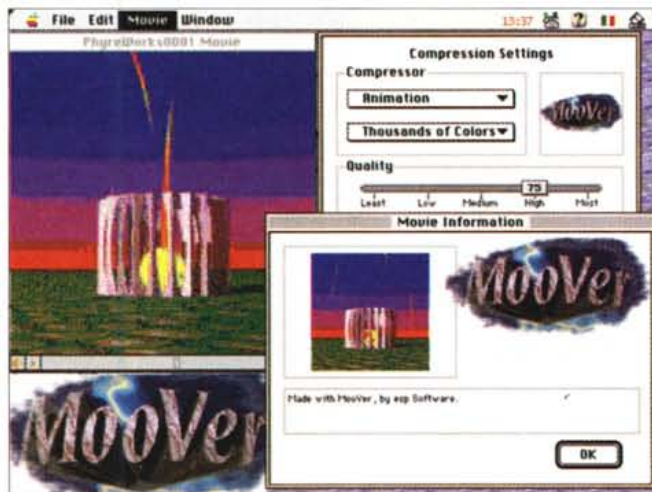 File Edit Movie Window 13:37
PhyreWorks0001 Movie
Compression Settings
Compressor
Animation
Thousands of Colors
MooVer
Quality
75
Least Low Medium High Most
Movie Information
MooVer
Made with MooVer, by esp Software.
OK
MooVer